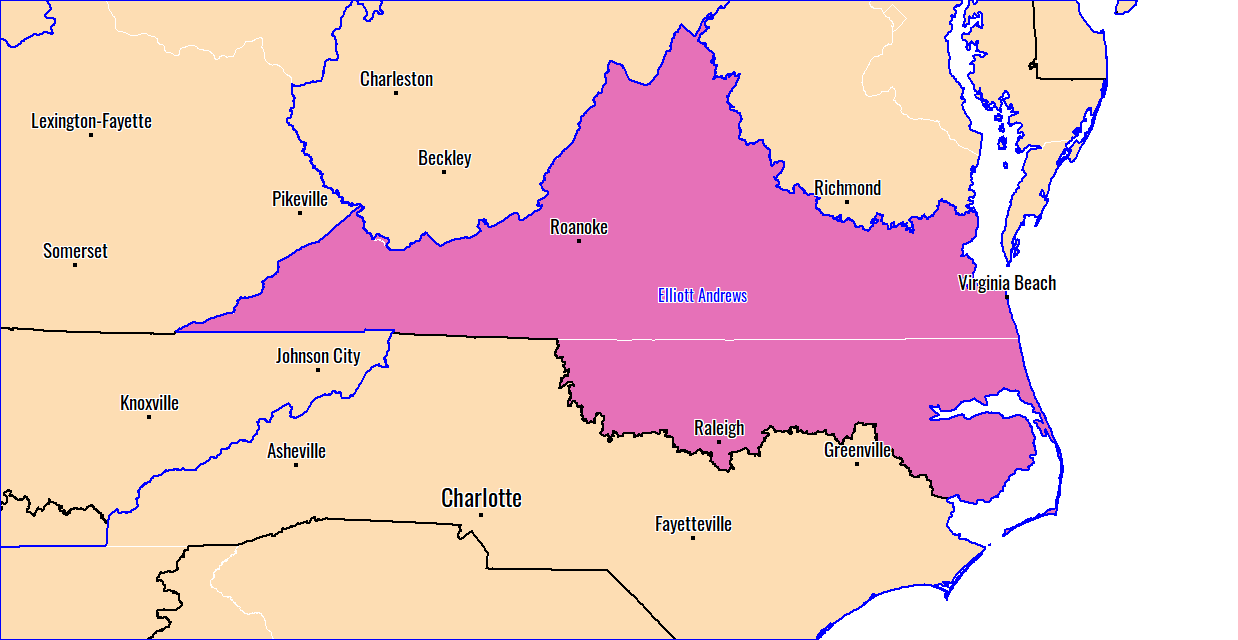 Charleston
Lexington-Fayette
Beckley
Richmond
Pikeville
Roanoke
Somerset
Virginia Beach
Elliott Andrews
Johnson City
Knoxville
Raleigh
Asheville
Greenville
Charlotte
Fayetteville